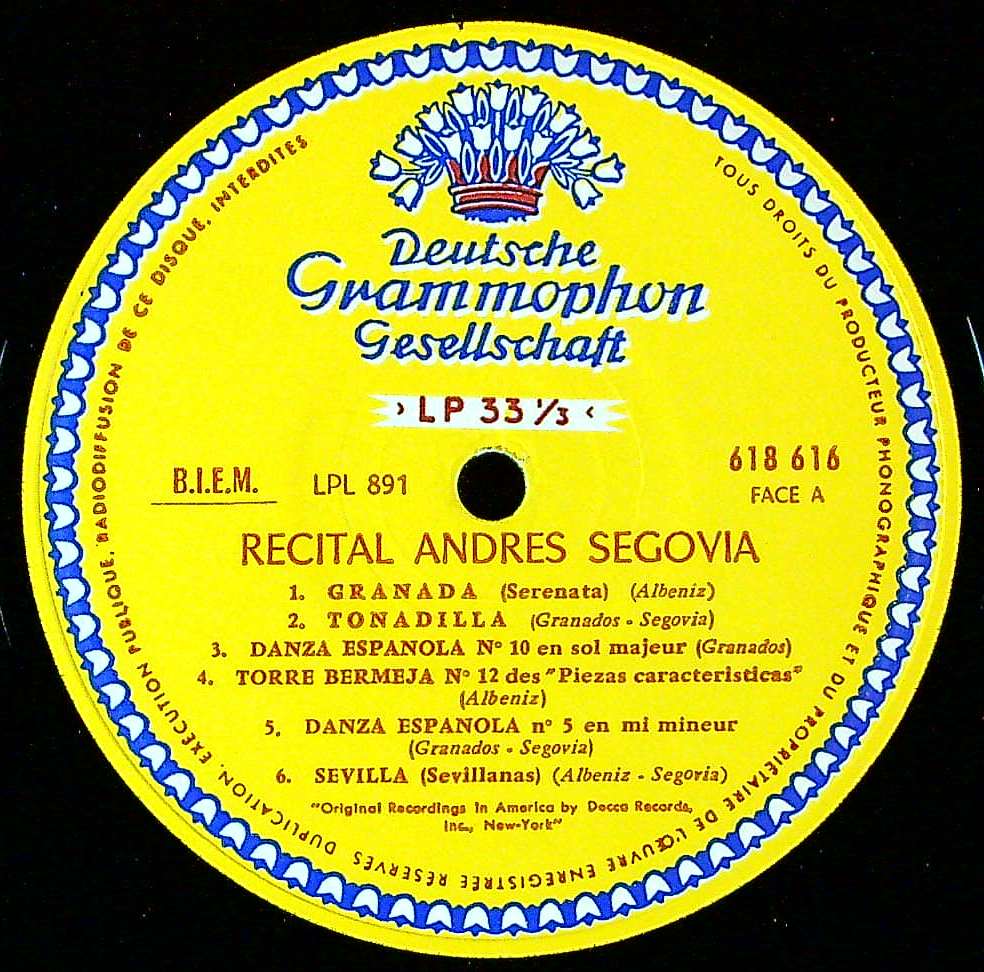 Deutsche
Grammophon
Gesellschaft
› LP 33 ⅓ ‹
B.I.E.M.
LPL 891
618 616
FACE A
RECITAL ANDRES SEGOVIA
1. GRANADA (Serenata) (Albeniz)
2. TONADILLA (Granados - Segovia)
3. DANZA ESPANOLA N° 10 en sol majeur (Granados)
4. TORRE BERMEJA N° 12 des "Piezas caracteristicas"
(Albeniz)
5. DANZA ESPANOLA n° 5 en mi mineur
(Granados - Segovia)
6. SEVILLA (Sevillanas) (Albeniz - Segovia)
"Original Recordings in America by Decca Records,
Inc., New-York"
TOUS DROITS DU PRODUCTEUR PHONOGRAPHIQUE ET DU PROPRIÉTAIRE DE L'ŒUVRE ENREGISTRÉE RÉSERVÉS DUPLICATION, EXÉCUTION PUBLIQUE, RADIODIFFUSION DE CE DISQUE, INTERDITES